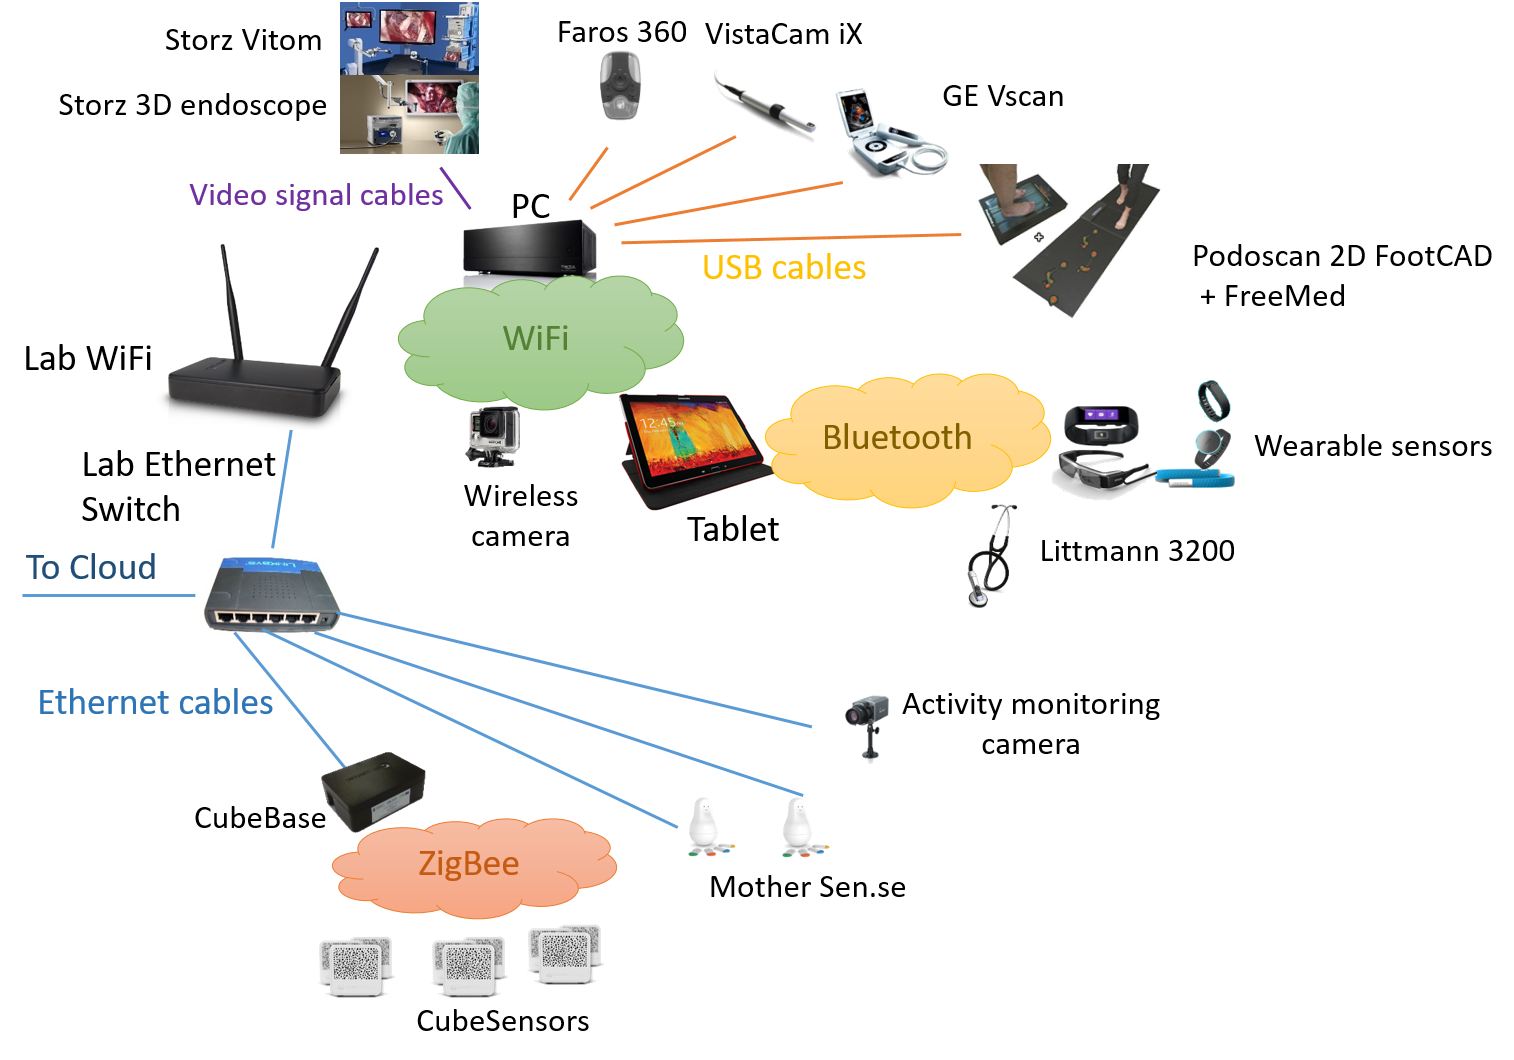 Storz Vitom
Faros 360
VistaCam iX
GE Vscan
Storz 3D endoscope
Video signal cables
PC
USB cables
Podoscan 2D FootCAD
+ FreeMed
WiFi
Lab WiFi
12:45
Bluetooth
Wearable sensors
Lab Ethernet
Switch
Wireless
camera
Tablet
Littmann 3200
To Cloud
Ethernet cables
Activity monitoring
camera
CubeBase
ZigBee
Mother Sen.se
CubeSensors